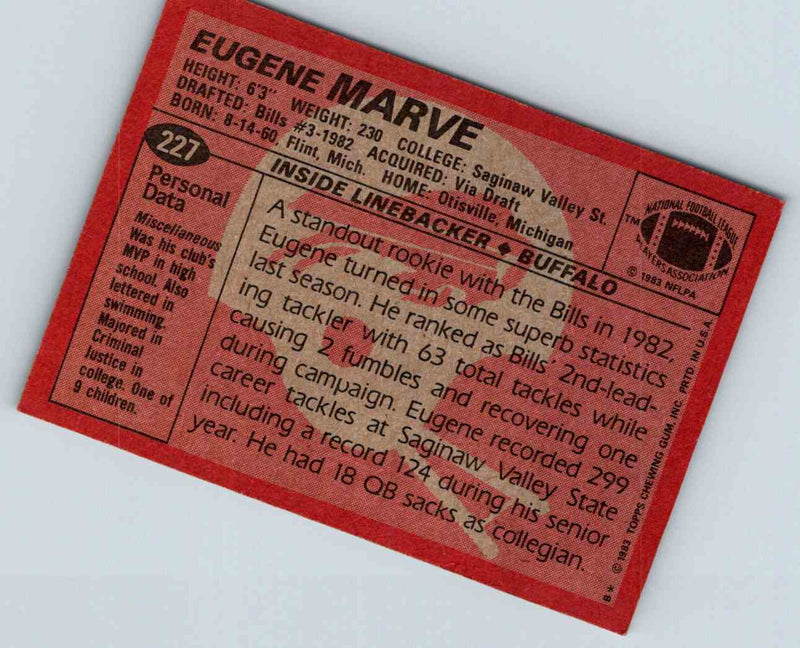 EUGENE MARVE
HEIGHT: 6'3" WEIGHT: 230 COLLEGE: Saginaw Valley St.
DRAFTED: Bills #3-1982 ACQUIRED: Via Draft
BORN: 8-14-60 Flint, Mich. HOME: Otisville, Michigan
227
INSIDE LINEBACKER ♦ BUFFALO
NATIONAL FOOTBALL LEAGUE
PLAYERS ASSOCIATION
TM
© 1983 NFLPA
Personal
Data
Miscellaneous
Was his club's
MVP in high
school. Also
lettered in
swimming.
Majored in
Criminal
Justice in
college. One of
9 children.
A standout rookie with the Bills in 1982,
Eugene turned in some superb statistics
last season. He ranked as Bills' 2nd-lead-
ing tackler with 63 total tackles while
causing 2 fumbles and recovering one
during campaign. Eugene recorded 299
career tackles at Saginaw Valley State
including a record 124 during his senior
year. He had 18 QB sacks as collegian.
B* © 1983 TOPPS CHEWING GUM, INC. PRTD IN U.S.A.